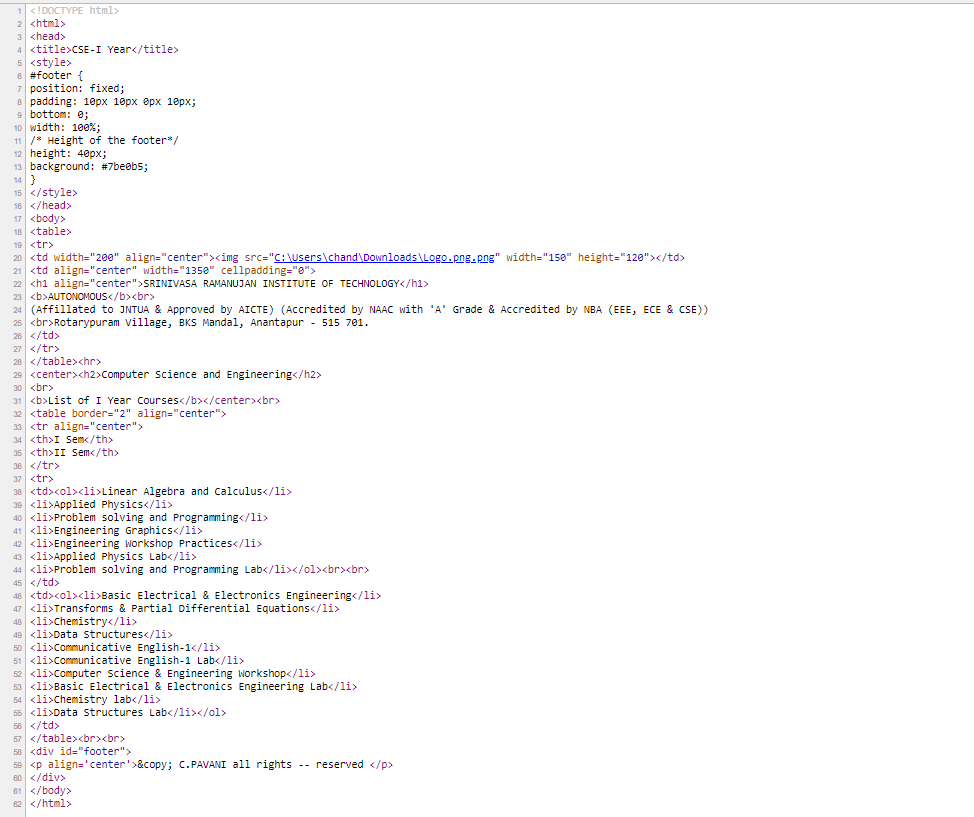 1 <!DOCTYPE html>
2 <html>
3 <head>
4 <title>CSE-I Year</title>
5 <style>
6 #footer {
7 position: fixed;
8 padding: 10px 10px 0px 10px;
9 bottom: 0;
10 width: 100%;
11 /* Height of the footer*/
12 height: 40px;
13 background: #7be0b5;
14 }
15 </style>
16 </head>
17 <body>
18 <table>
19 <tr>
20 <td width="200" align="center"><img src="C:\Users\chand\Downloads\Logo.png.png" width="150" height="120"></td>
21 <td align="center" width="1350" cellpadding="0">
22 <h1 align="center">SRINIVASA RAMANUJAN INSTITUTE OF TECHNOLOGY</h1>
23 <b>AUTONOMOUS</b><br>
24 (Affillated to JNTUA & Approved by AICTE) (Accredited by NAAC with 'A' Grade & Accredited by NBA (EEE, ECE & CSE))
25 <br>Rotarypuram Village, BKS Mandal, Anantapur - 515 701.
26 </td>
27 </tr>
28 </table><hr>
29 <center><h2>Computer Science and Engineering</h2>
30 <br>
31 <b>List of I Year Courses</b></center><br>
32 <table border="2" align="center">
33 <tr align="center">
34 <th>I Sem</th>
35 <th>II Sem</th>
36 </tr>
37 <tr>
38 <td><ol><li>Linear Algebra and Calculus</li>
39 <li>Applied Physics</li>
40 <li>Problem solving and Programming</li>
41 <li>Engineering Graphics</li>
42 <li>Engineering Workshop Practices</li>
43 <li>Applied Physics Lab</li>
44 <li>Problem solving and Programming Lab</li></ol><br><br>
45 </td>
46 <td><ol><li>Basic Electrical & Electronics Engineering</li>
47 <li>Transforms & Partial Differential Equations</li>
48 <li>Chemistry</li>
49 <li>Data Structures</li>
50 <li>Communicative English-1</li>
51 <li>Communicative English-1 Lab</li>
52 <li>Computer Science & Engineering Workshop</li>
53 <li>Basic Electrical & Electronics Engineering Lab</li>
54 <li>Chemistry lab</li>
55 <li>Data Structures Lab</li></ol>
56 </td>
57 </table><br><br>
58 <div id="footer">
59 <p align='center'>&copy; C.PAVANI all rights -- reserved </p>
60 </div>
61 </body>
62 </html>